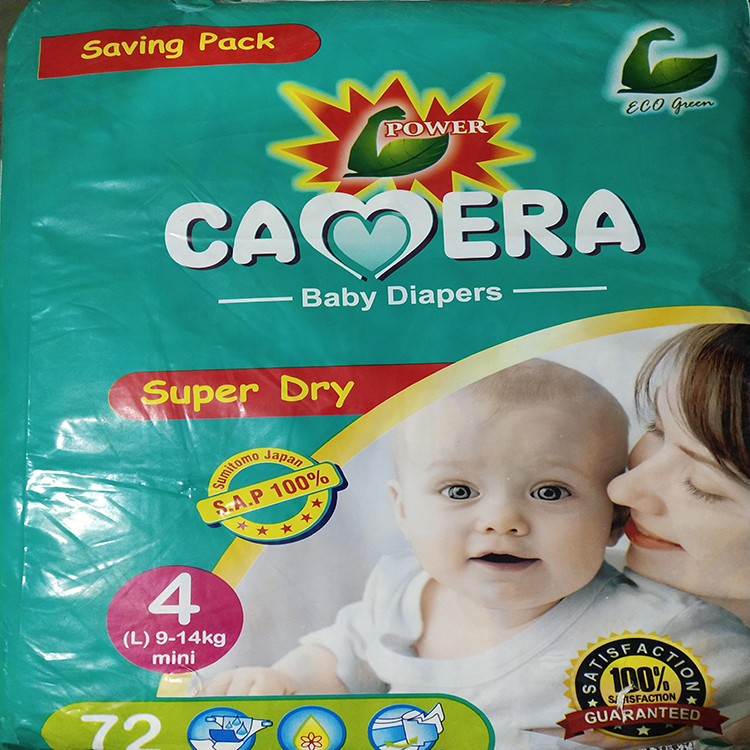 Saving Pack
ECO Green
POWER
CAMERA
Baby Diapers
Super Dry
Sumitomo Japan
S.A.P 100%
4
(L) 9-14kg
mini
SATISFACTION
100%
SATISFACTION
GUARANTEED
72